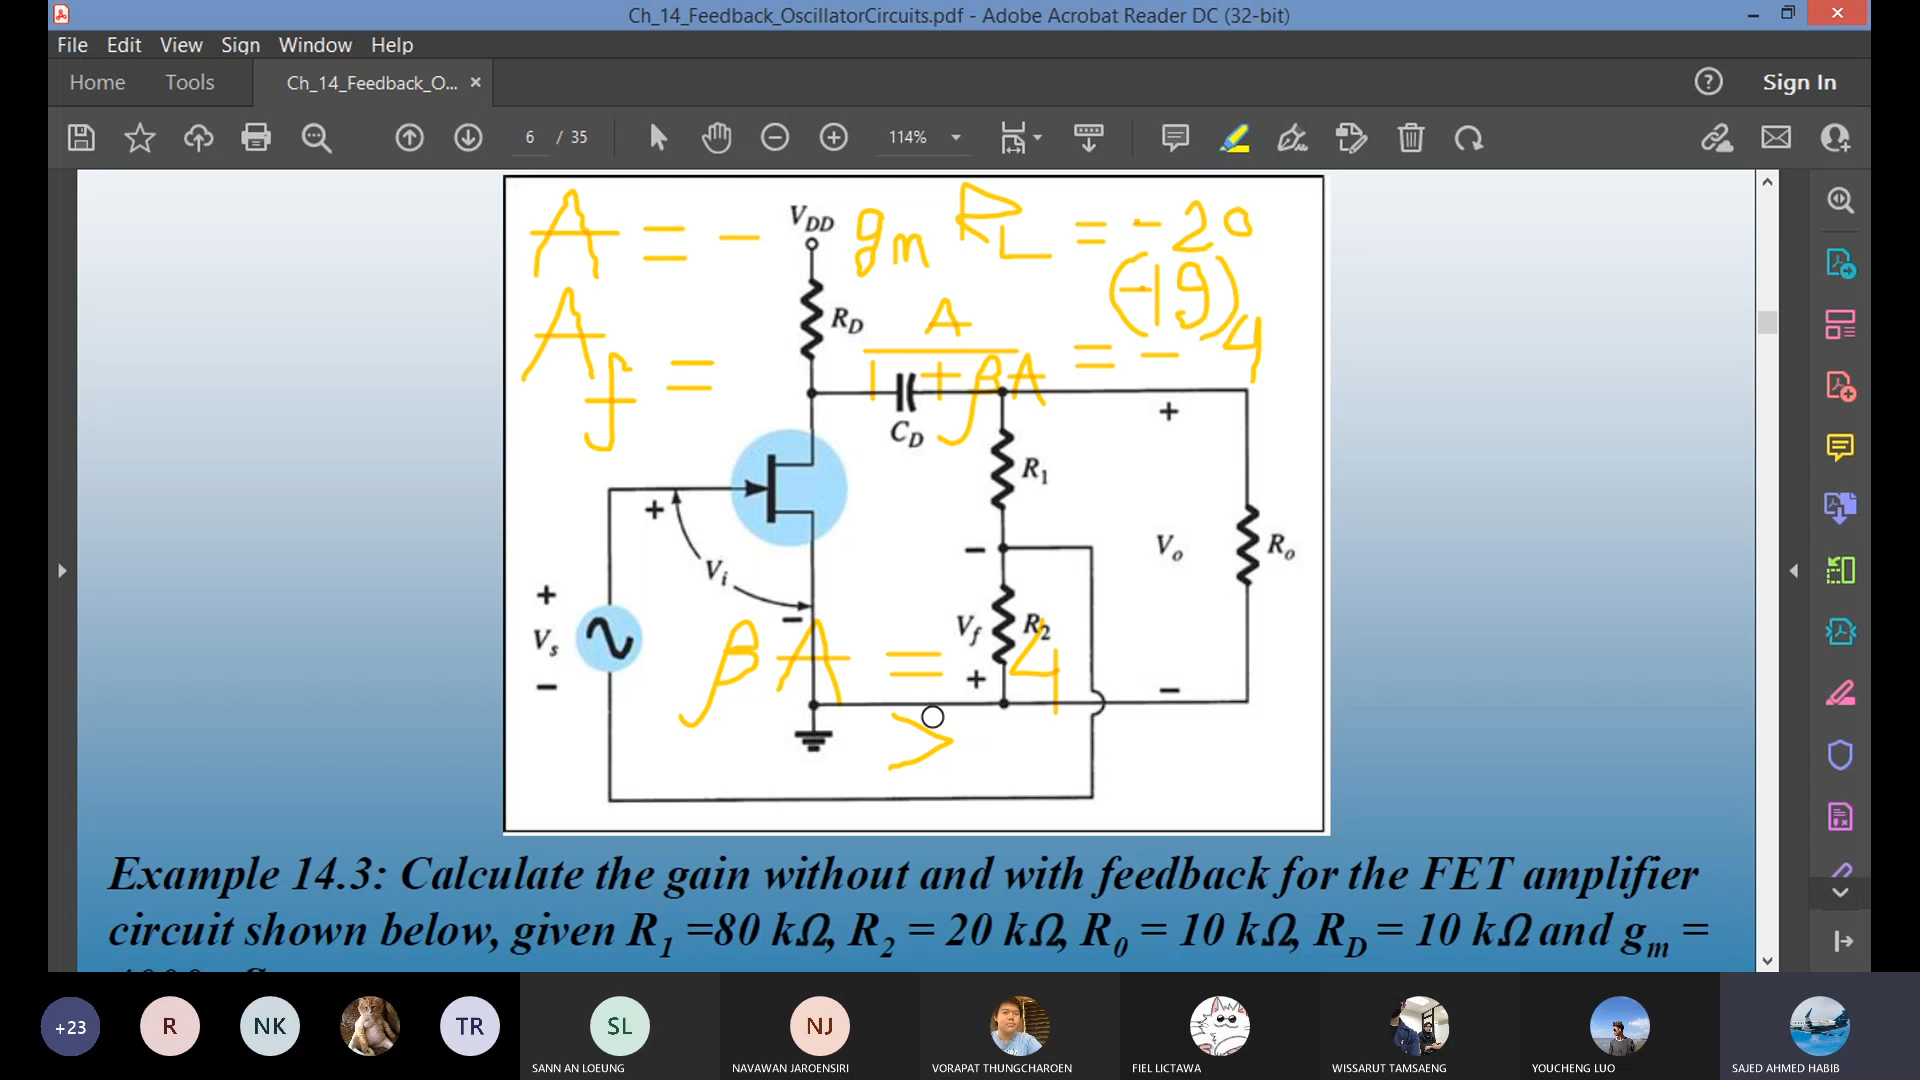 Ch_14_Feedback_OscillatorCircuits.pdf - Adobe Acrobat Reader DC (32-bit)
File Edit View Sign Window Help
Home Tools Ch_14_Feedback_O... × Sign In
6 / 35 114%
A = - gm RL = -20
(-19)
Af = A / 1 + βA = -4
VDD
RD
CD
+
R1
+
−
Vo
Ro
Vi
+
Vs
−
−
Vf R2
+
−
βA = 4
>
Example 14.3: Calculate the gain without and with feedback for the FET amplifier
circuit shown below, given R1 =80 kΩ, R2 = 20 kΩ, R0 = 10 kΩ, RD = 10 kΩ and gm =
+23 R NK TR SL NJ
SANN AN LOEUNG NAVAWAN JAROENSIRI VORAPAT THUNGCHAROEN FIEL LICTAWA WISSARUT TAMSAENG YOUCHENG LUO SAJED AHMED HABIB